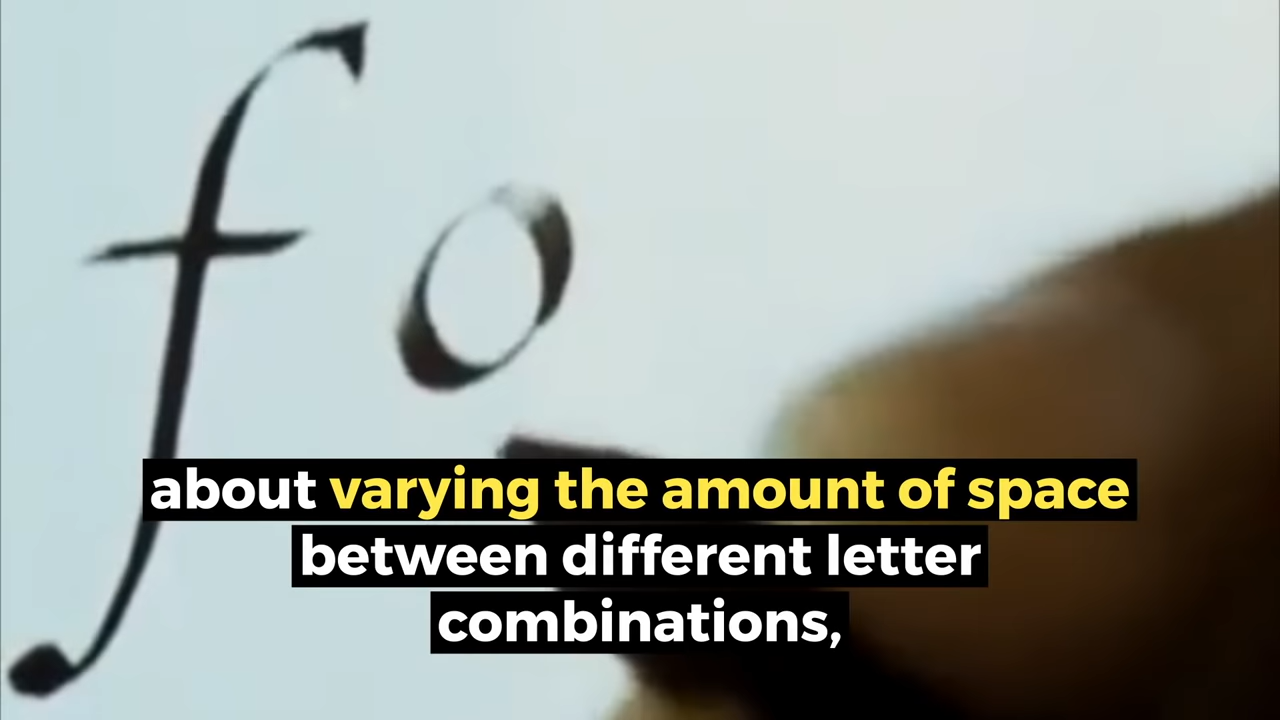 fo
about varying the amount of space
between different letter
combinations,